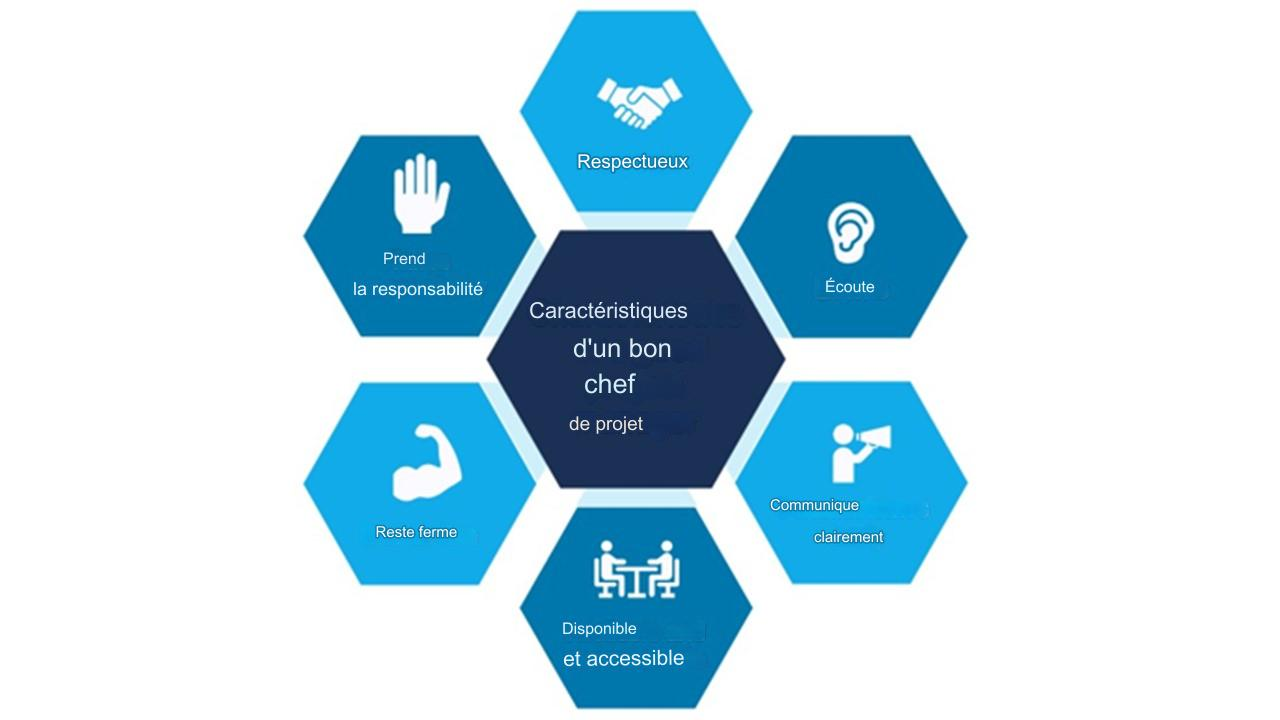 Respectueux
Prend
la responsabilité
Écoute
Caractéristiques
d'un bon
chef
de projet
Reste ferme
Communique
clairement
Disponible
et accessible